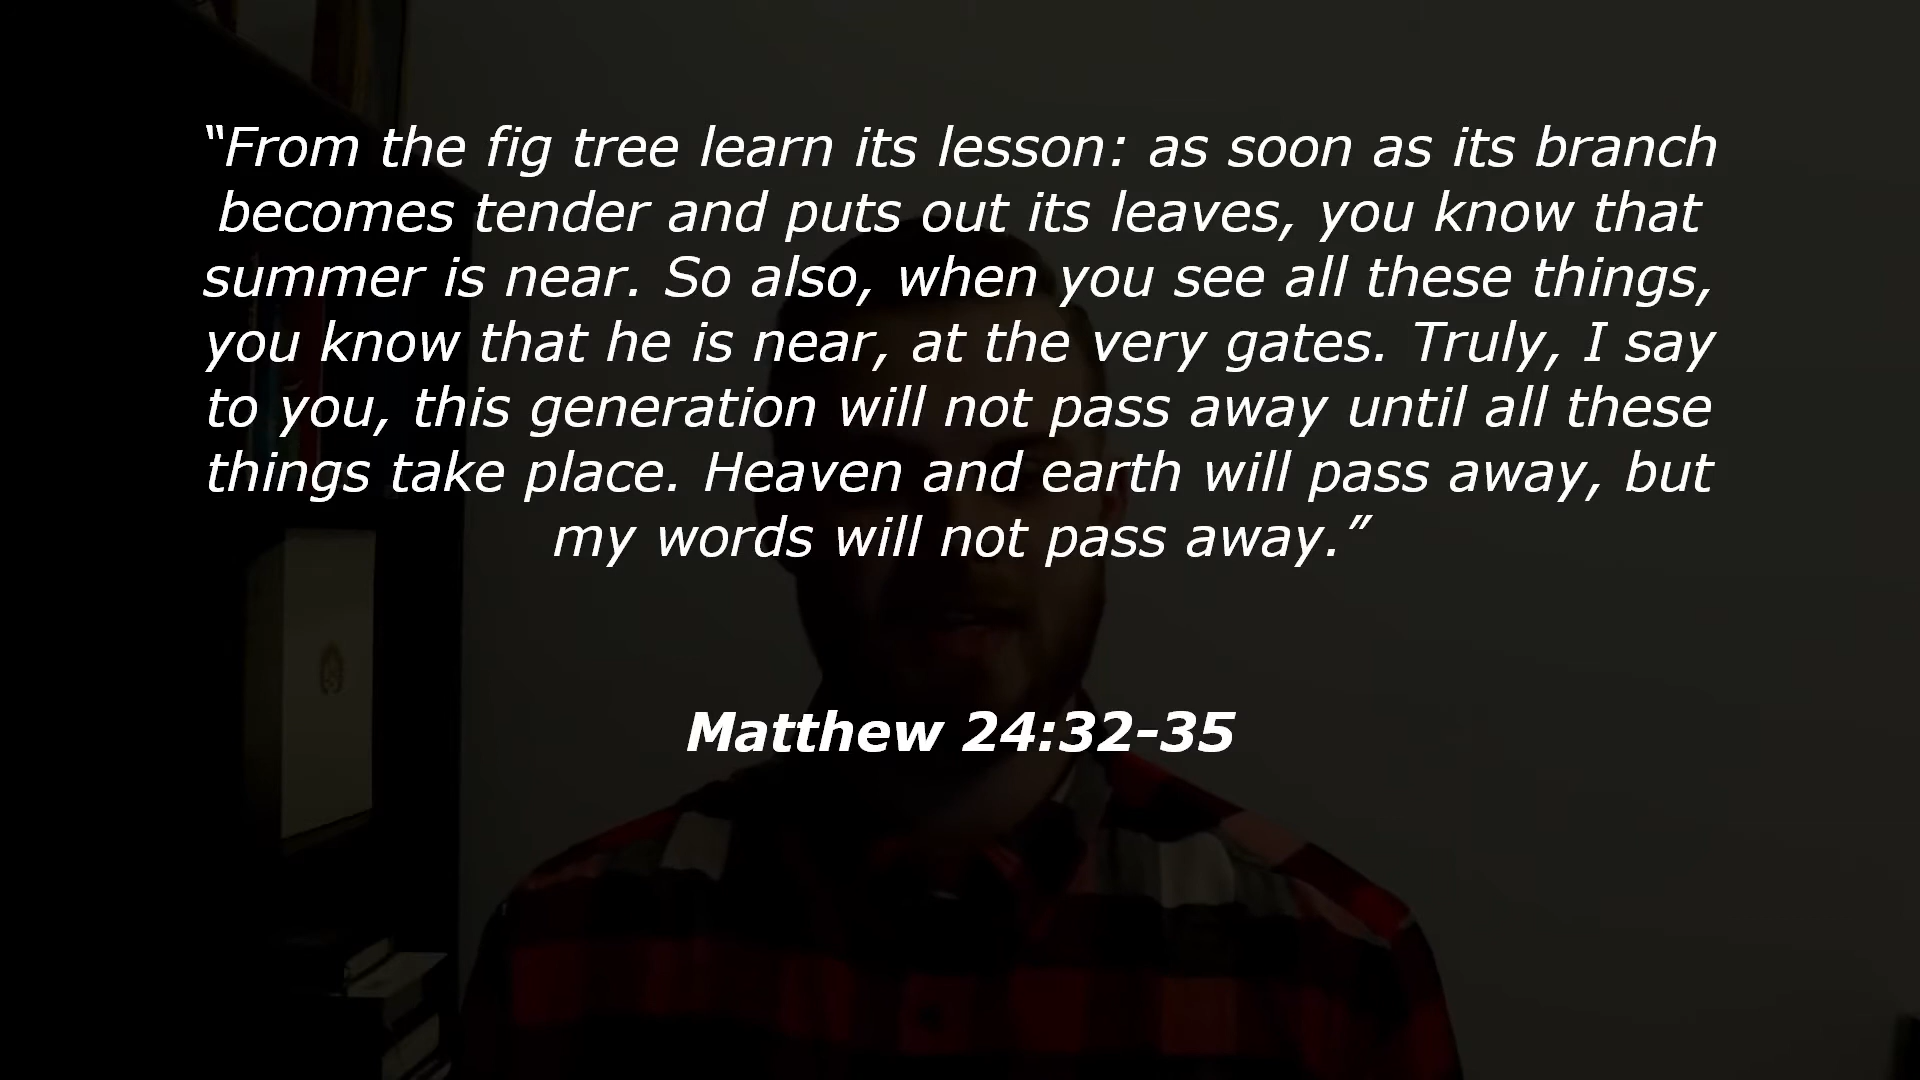 “From the fig tree learn its lesson: as soon as its branch
becomes tender and puts out its leaves, you know that
summer is near. So also, when you see all these things,
you know that he is near, at the very gates. Truly, I say
to you, this generation will not pass away until all these
things take place. Heaven and earth will pass away, but
my words will not pass away.”
Matthew 24:32-35